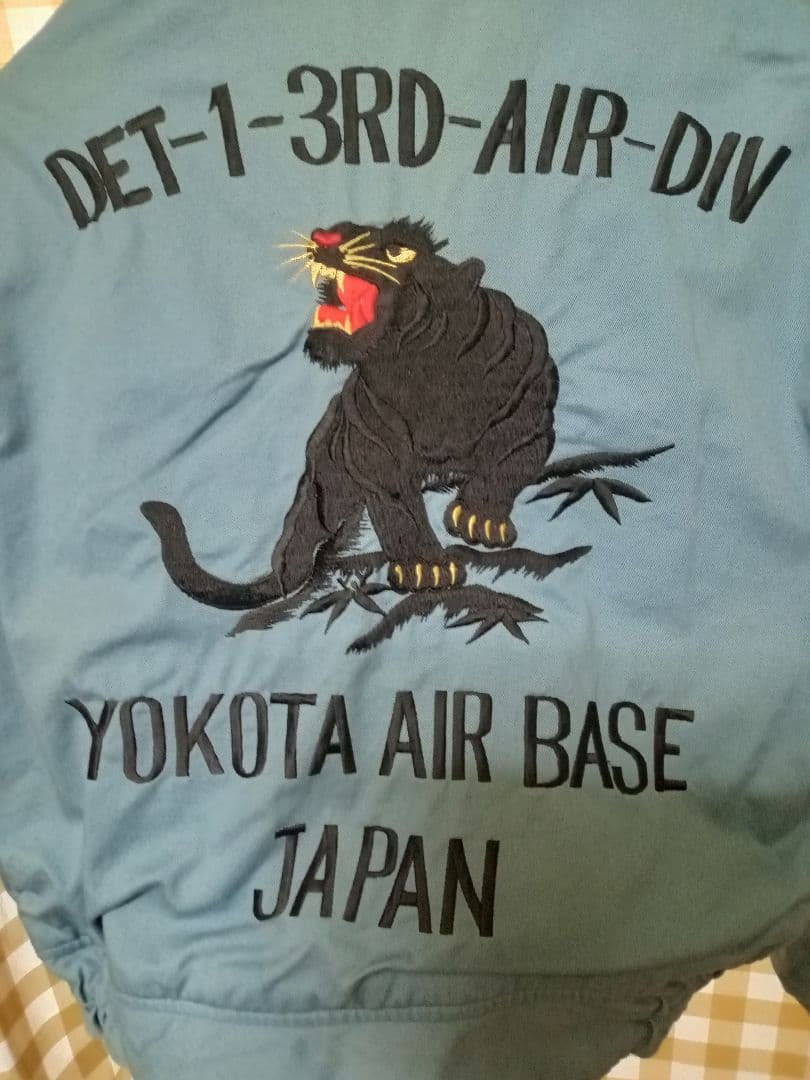 DET-1-3RD-AIR-DIV
YOKOTA AIR BASE
JAPAN